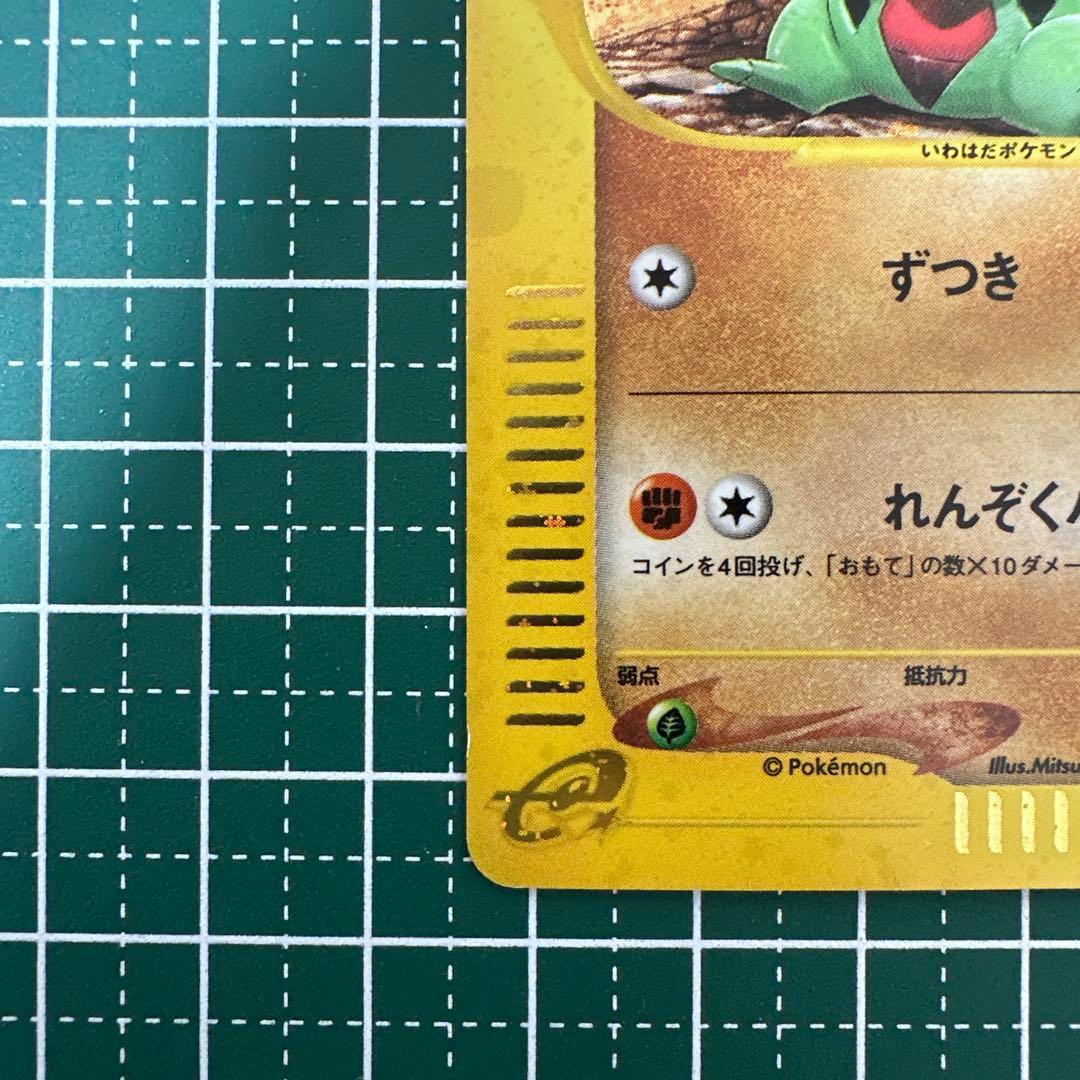 いわはだポケモン
ずつき
れんぞく
コインを4回投げ、「おもて」の数×10ダメー
弱点
抵抗力
© Pokémon
Illus.Mitsu